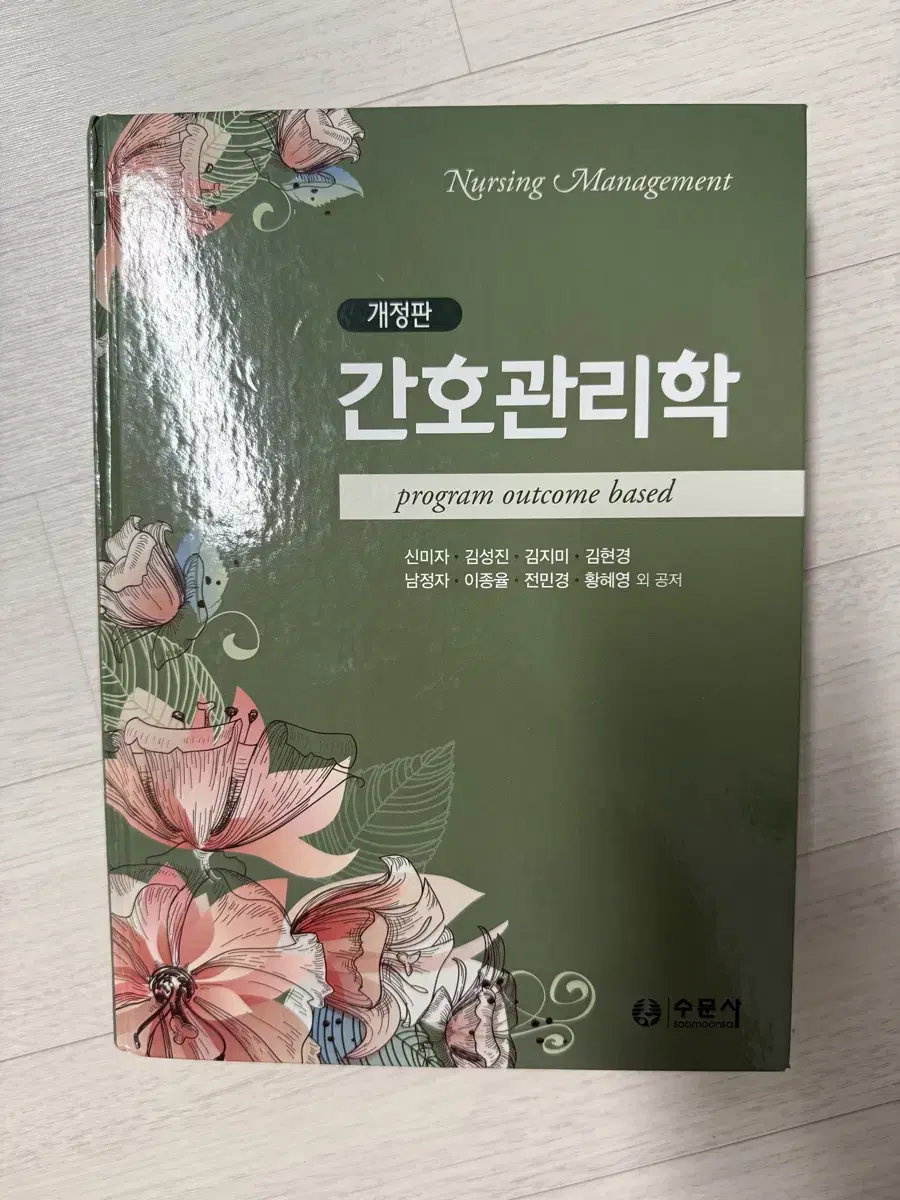 Nursing Management
개정판
간호관리학
program outcome based
신미자 · 김성진 · 김지미 · 김현경
남정자 · 이종율 · 전민경 · 황혜영 외 공저
수문사
soomoonsa